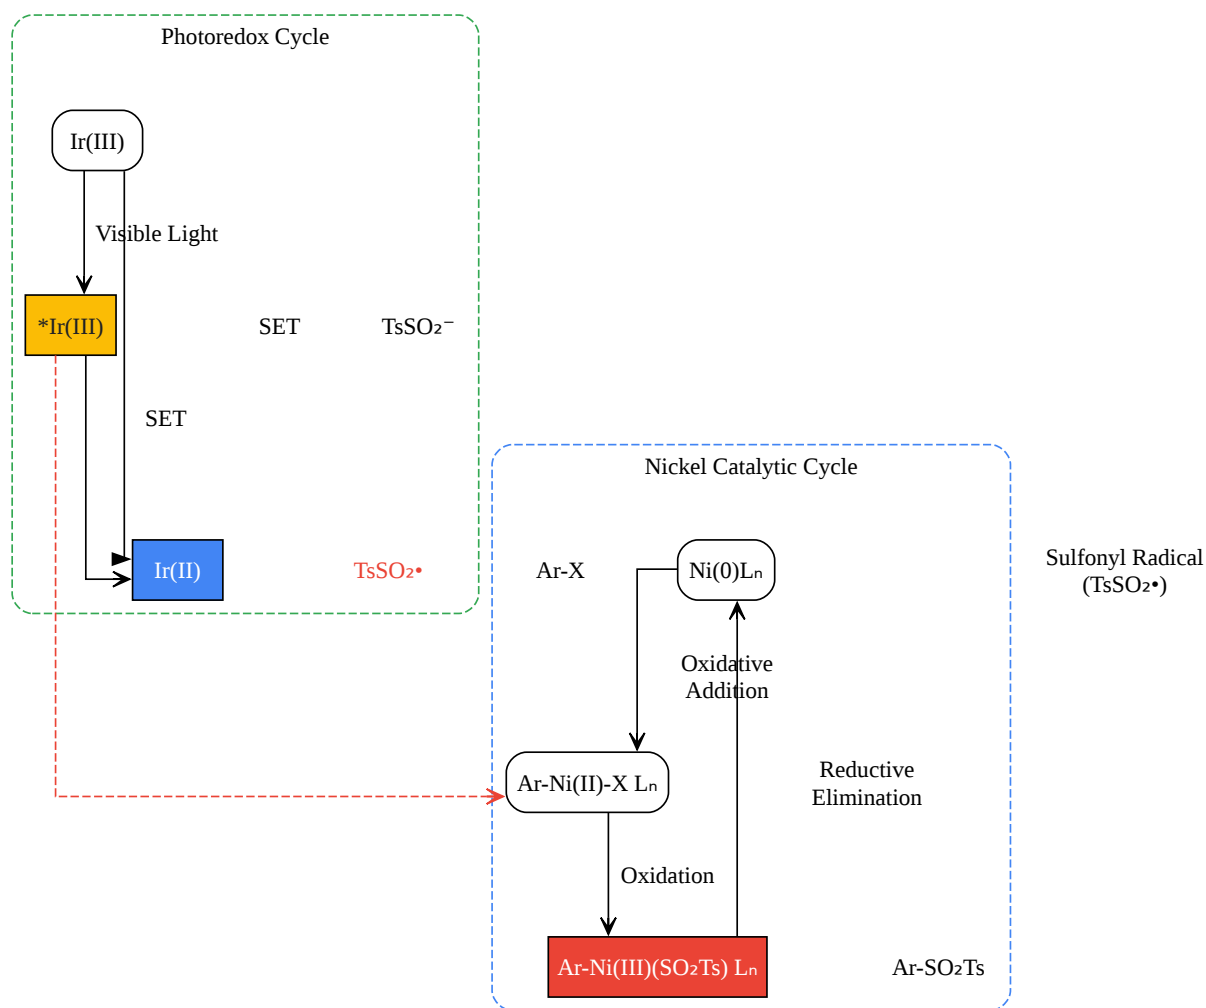 Photoredox Cycle
Ir(III)
Visible Light
*Ir(III)
SET
TsSO₂⁻
SET
Ir(II)
TsSO₂•
Nickel Catalytic Cycle
Ar-X
Ni(0)Lₙ
Oxidative
Addition
Ar-Ni(II)-X Lₙ
Reductive
Elimination
Oxidation
Ar-Ni(III)(SO₂Ts) Lₙ
Ar-SO₂Ts
Sulfonyl Radical
(TsSO₂•)